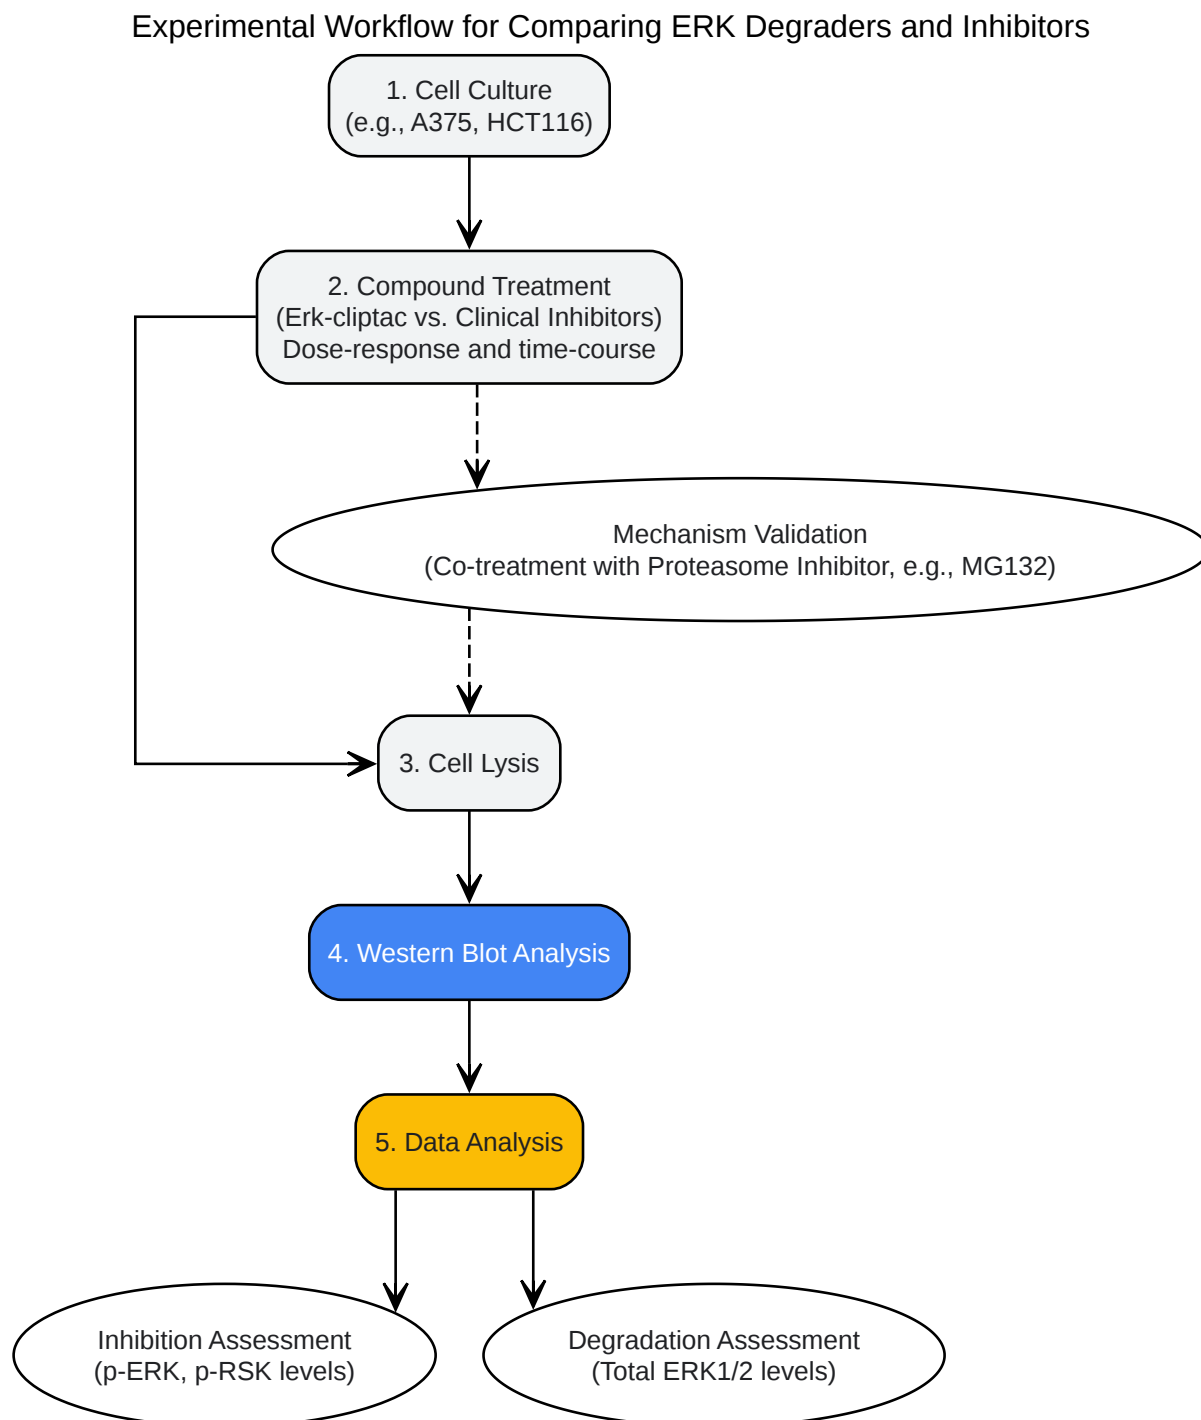 Experimental Workflow for Comparing ERK Degraders and Inhibitors
1. Cell Culture
(e.g., A375, HCT116)
2. Compound Treatment
(Erk-cliptac vs. Clinical Inhibitors)
Dose-response and time-course
Mechanism Validation
(Co-treatment with Proteasome Inhibitor, e.g., MG132)
3. Cell Lysis
4. Western Blot Analysis
5. Data Analysis
Inhibition Assessment
(p-ERK, p-RSK levels)
Degradation Assessment
(Total ERK1/2 levels)